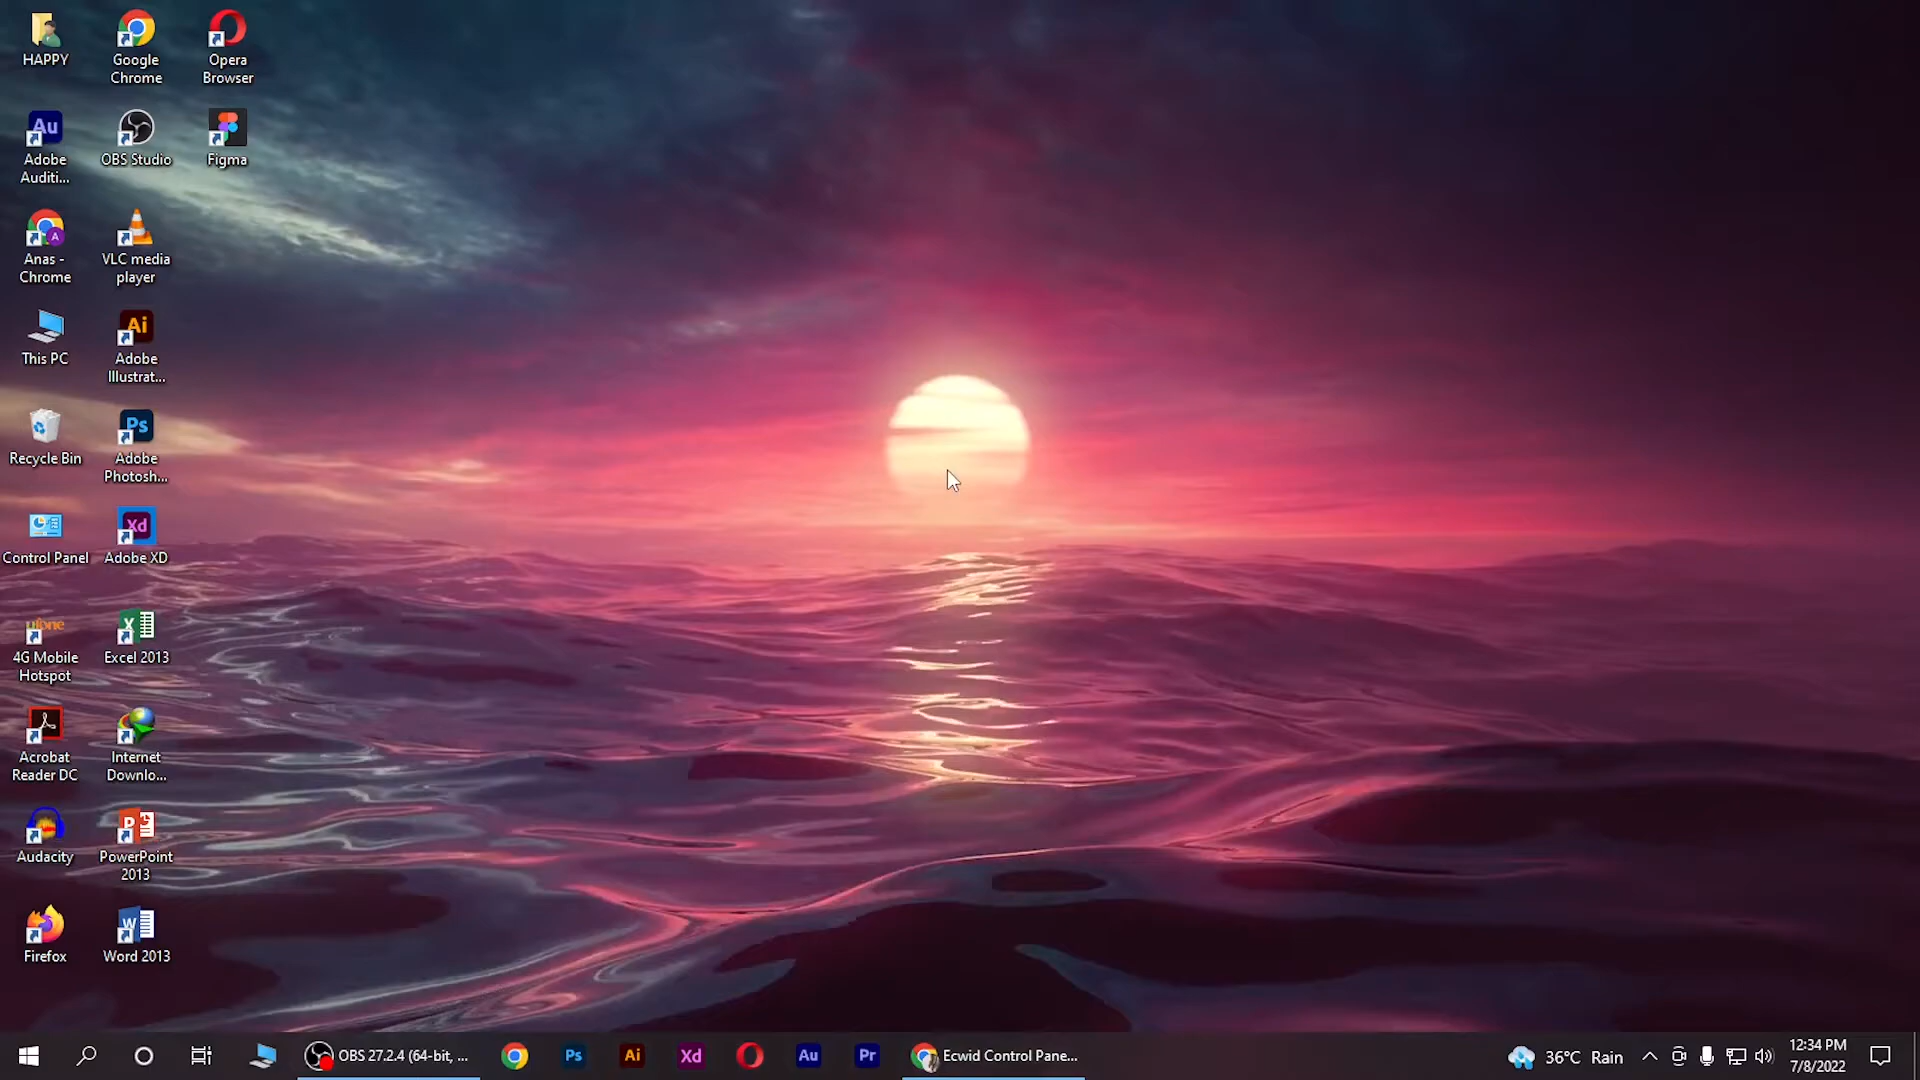 HAPPY
Google
Chrome
Opera
Browser
Au
Adobe
Auditi...
OBS Studio
Figma
A
Anas -
Chrome
VLC media
player
This PC
Ai
Adobe
Illustrat...
Recycle Bin
Ps
Adobe
Photosh...
Control Panel
Xd
Adobe XD
ufone
4G Mobile
Hotspot
X
Excel 2013
Acrobat
Reader DC
Internet
Downlo...
Audacity
P
PowerPoint
2013
Firefox
W
Word 2013
OBS 27.2.4 (64-bit, ...
Ps
Ai
Xd
Au
Pr
Ecwid Control Pane...
36°C Rain
12:34 PM
7/8/2022